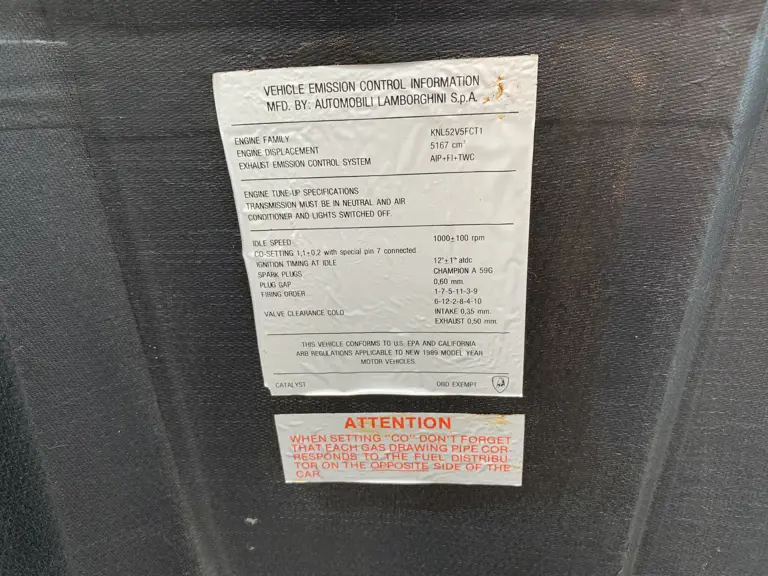 VEHICLE EMISSION CONTROL INFORMATION
MFD. BY: AUTOMOBILI LAMBORGHINI S.p.A.
ENGINE FAMILY KNL52V5FCT1
ENGINE DISPLACEMENT 5167 cm³
EXHAUST EMISSION CONTROL SYSTEM AIP+FI+TWC
ENGINE TUNE-UP SPECIFICATIONS
TRANSMISSION MUST BE IN NEUTRAL AND AIR
CONDITIONER AND LIGHTS SWITCHED OFF.
IDLE SPEED 1000±100 rpm
CO-SETTING 1,1±0,2 with special pin 7 connected
IGNITION TIMING AT IDLE 12°±1° atdc
SPARK PLUGS CHAMPION A 59G
PLUG GAP 0,60 mm.
FIRING ORDER 1-7-5-11-3-9
6-12-2-8-4-10
VALVE CLEARANCE COLD INTAKE 0,35 mm.
EXHAUST 0,50 mm.
THIS VEHICLE CONFORMS TO U.S. EPA AND CALIFORNIA
ARB REGULATIONS APPLICABLE TO NEW 1989 MODEL YEAR
MOTOR VEHICLES.
CATALYST OBD EXEMPT
ATTENTION
WHEN SETTING "CO" DON'T FORGET
THAT EACH GAS DRAWING PIPE COR
RESPONDS TO THE FUEL DISTRIBU
TOR ON THE OPPOSITE SIDE OF THE
CAR